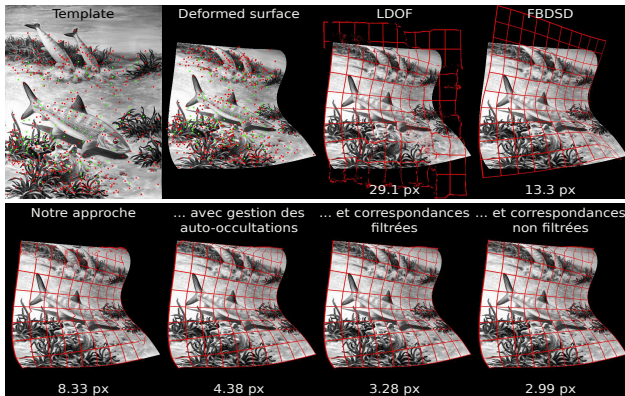 Template
Deformed surface
LDOF
FBDSD
29.1 px
13.3 px
Notre approche
... avec gestion des
auto-occultations
... et correspondances
filtrées
... et correspondances
non filtrées
8.33 px
4.38 px
3.28 px
2.99 px